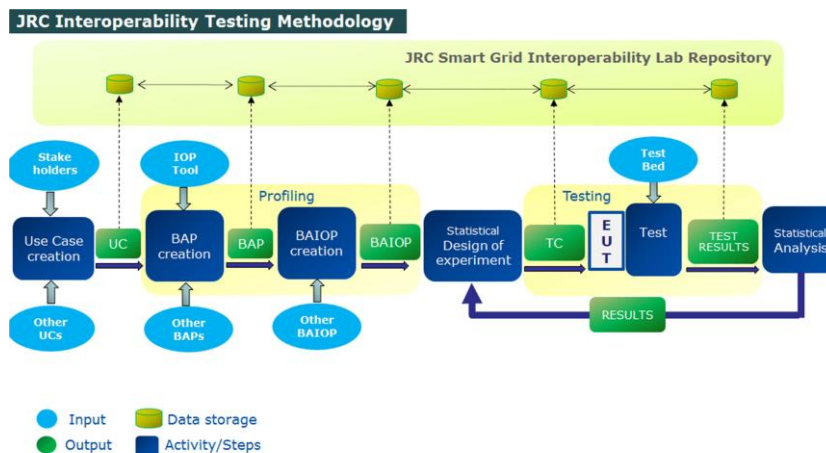 JRC Interoperability Testing Methodology
JRC Smart Grid Interoperability Lab Repository
Stake
holders
IOP
Tool
Test
Bed
Profiling
Testing
Use Case
creation
UC
BAP
creation
BAP
BAIOP
creation
BAIOP
Statistical
Design of
experiment
TC
E
U
T
Test
TEST
RESULTS
Statistical
Analysis
Other
UCs
Other
BAPs
Other
BAIOP
RESULTS
Input
Data storage
Output
Activity/Steps